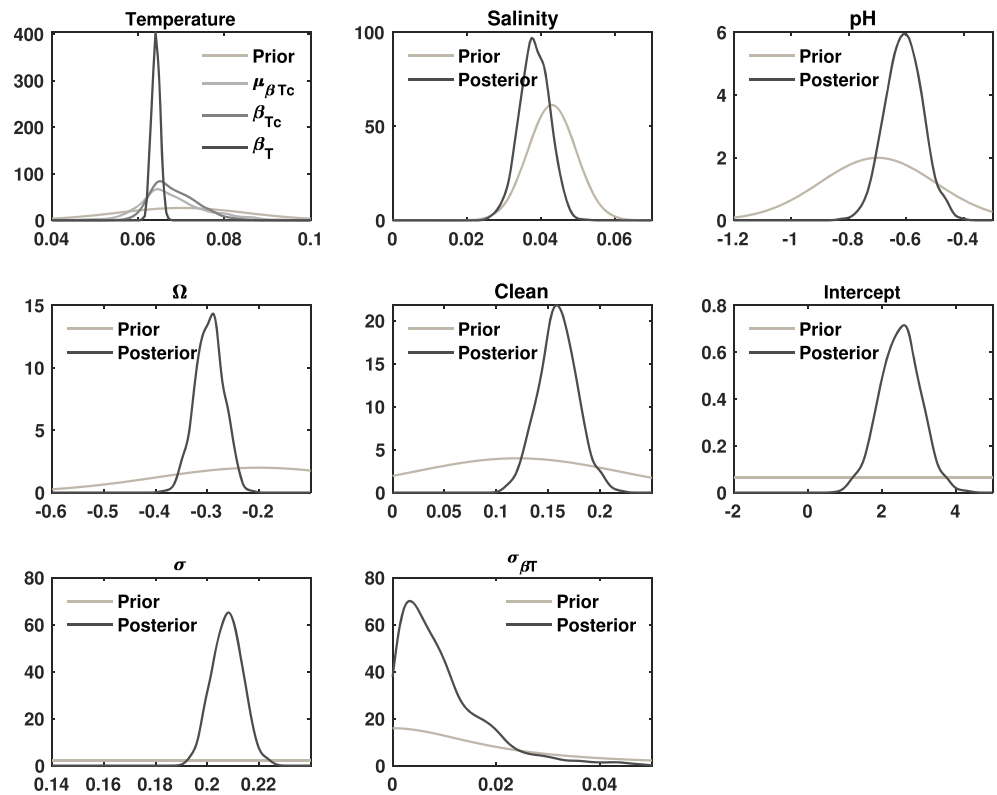 Temperature
400
300
200
100
0
0.04 0.06 0.08 0.1
Prior
μβTc
βTc
βT
Salinity
100
50
0
0 0.02 0.04 0.06
Prior
Posterior
pH
6
4
2
0
-1.2 -1 -0.8 -0.6 -0.4
Prior
Posterior
Ω
15
10
5
0
-0.6 -0.5 -0.4 -0.3 -0.2
Prior
Posterior
Clean
20
15
10
5
0
0 0.05 0.1 0.15 0.2
Prior
Posterior
Intercept
0.8
0.6
0.4
0.2
0
-2 0 2 4
Prior
Posterior
σ
80
60
40
20
0
0.14 0.16 0.18 0.2 0.22
Prior
Posterior
σβT
80
60
40
20
0
0 0.02 0.04
Prior
Posterior